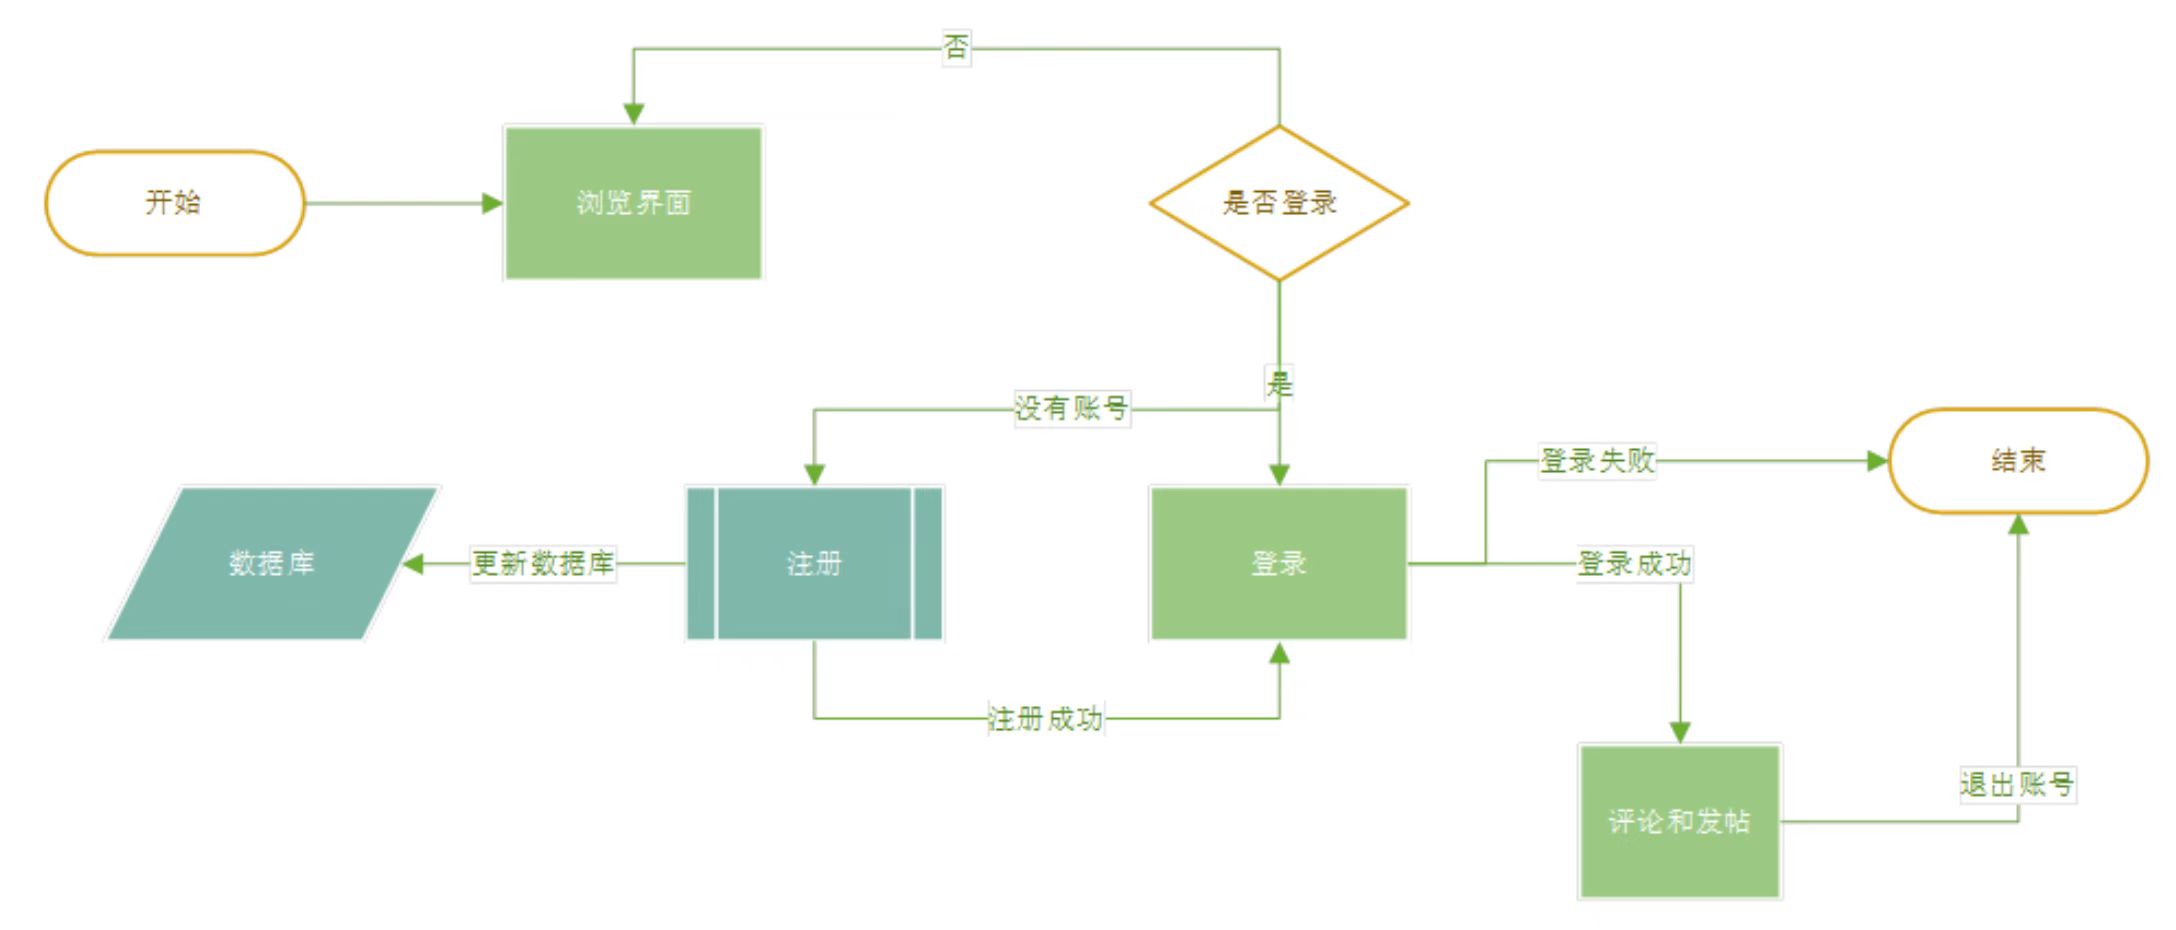 否
开始
浏览界面
是否登录
是
没有账号
登录失败
结束
数据库
更新数据库
注册
登录
登录成功
注册成功
退出账号
评论和发帖